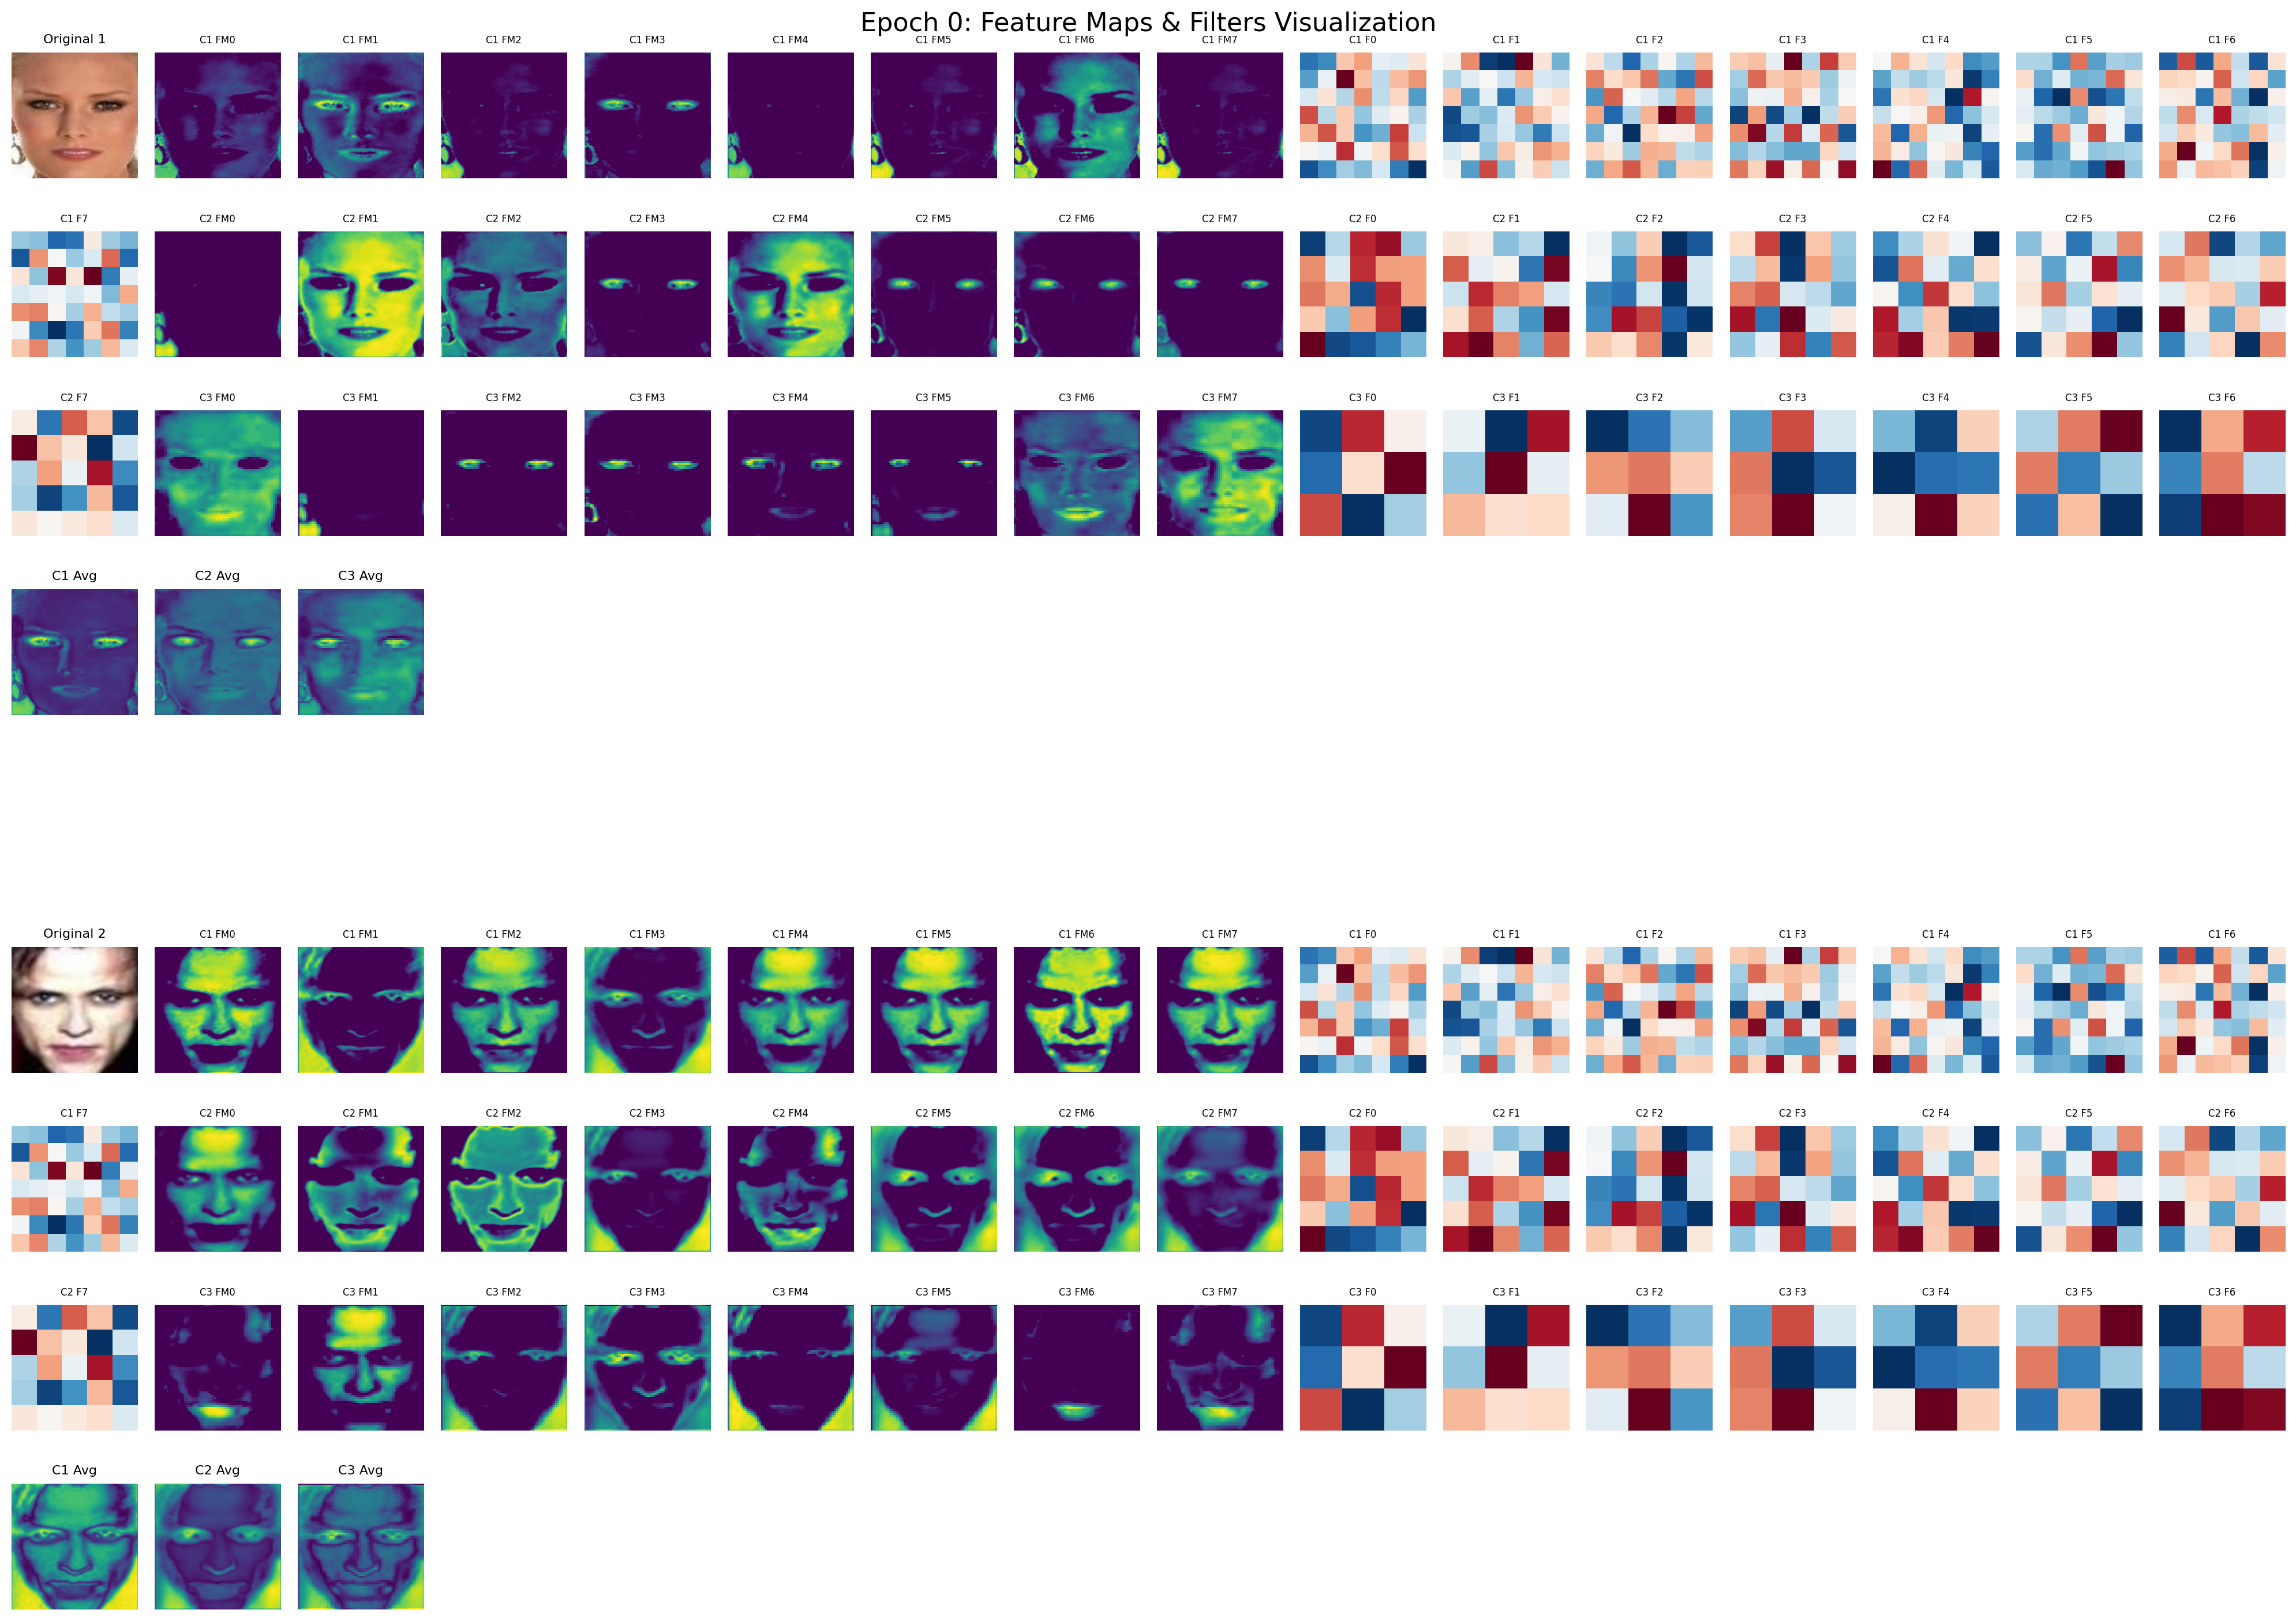 Epoch 0: Feature Maps & Filters Visualization
Original 1 C1 FM0 C1 FM1 C1 FM2 C1 FM3 C1 FM4 C1 FM5 C1 FM6 C1 FM7 C1 F0 C1 F1 C1 F2 C1 F3 C1 F4 C1 F5 C1 F6
C1 F7 C2 FM0 C2 FM1 C2 FM2 C2 FM3 C2 FM4 C2 FM5 C2 FM6 C2 FM7 C2 F0 C2 F1 C2 F2 C2 F3 C2 F4 C2 F5 C2 F6
C2 F7 C3 FM0 C3 FM1 C3 FM2 C3 FM3 C3 FM4 C3 FM5 C3 FM6 C3 FM7 C3 F0 C3 F1 C3 F2 C3 F3 C3 F4 C3 F5 C3 F6
C1 Avg C2 Avg C3 Avg
Original 2 C1 FM0 C1 FM1 C1 FM2 C1 FM3 C1 FM4 C1 FM5 C1 FM6 C1 FM7 C1 F0 C1 F1 C1 F2 C1 F3 C1 F4 C1 F5 C1 F6
C1 F7 C2 FM0 C2 FM1 C2 FM2 C2 FM3 C2 FM4 C2 FM5 C2 FM6 C2 FM7 C2 F0 C2 F1 C2 F2 C2 F3 C2 F4 C2 F5 C2 F6
C2 F7 C3 FM0 C3 FM1 C3 FM2 C3 FM3 C3 FM4 C3 FM5 C3 FM6 C3 FM7 C3 F0 C3 F1 C3 F2 C3 F3 C3 F4 C3 F5 C3 F6
C1 Avg C2 Avg C3 Avg